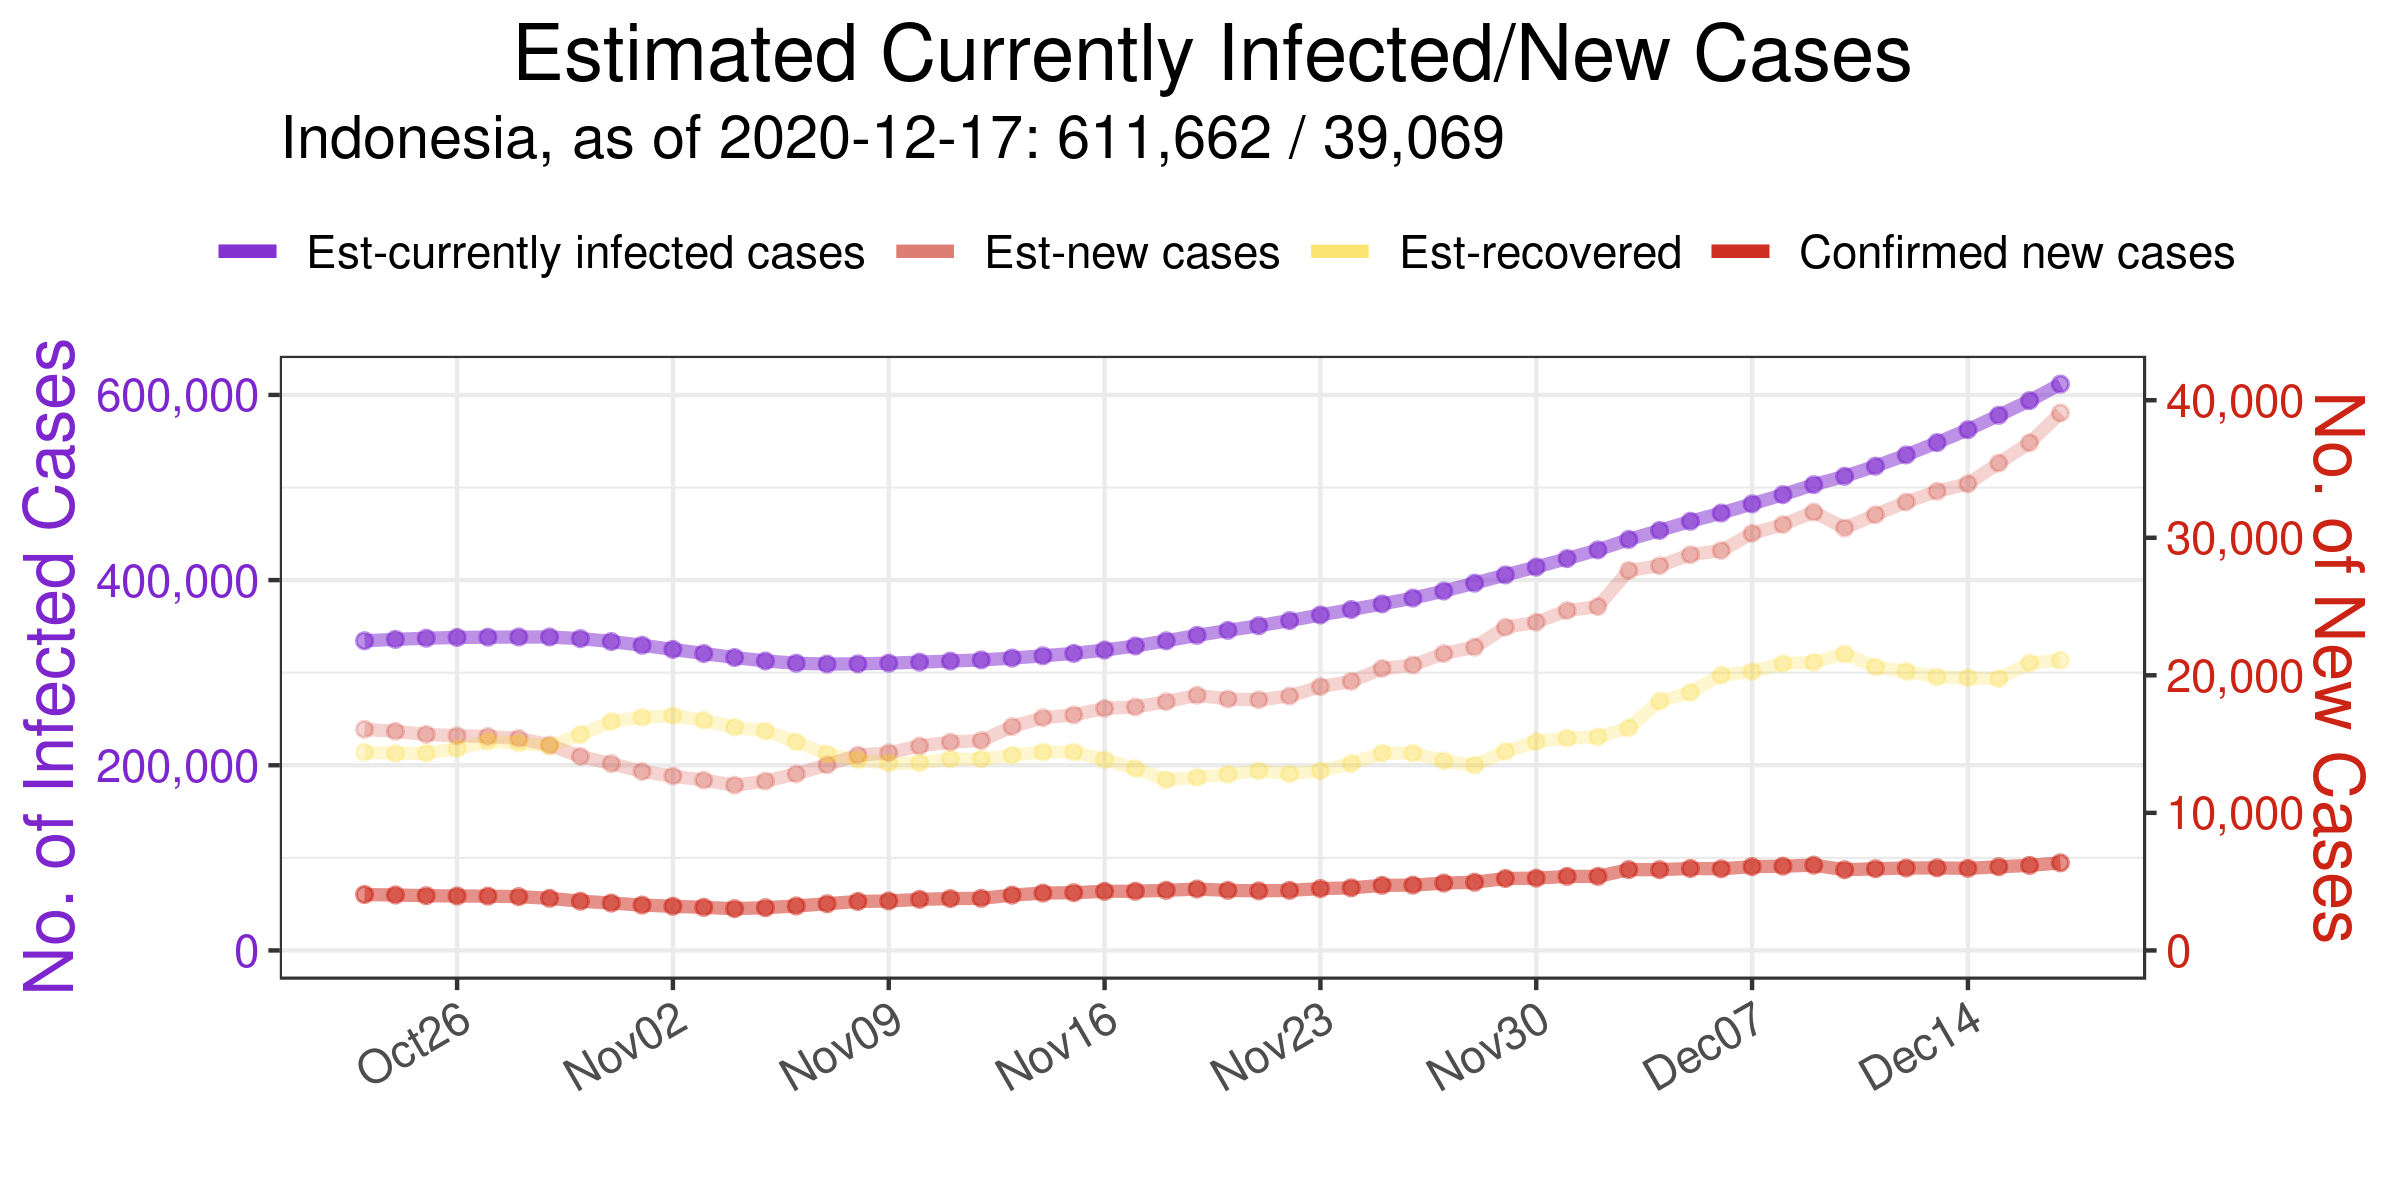 Estimated Currently Infected/New Cases
Indonesia, as of 2020-12-17: 611,662 / 39,069
Est-currently infected cases Est-new cases Est-recovered Confirmed new cases
No. of Infected Cases
600,000
400,000
200,000
0
40,000
30,000
20,000
10,000
0
No. of New Cases
Oct26 Nov02 Nov09 Nov16 Nov23 Nov30 Dec07 Dec14